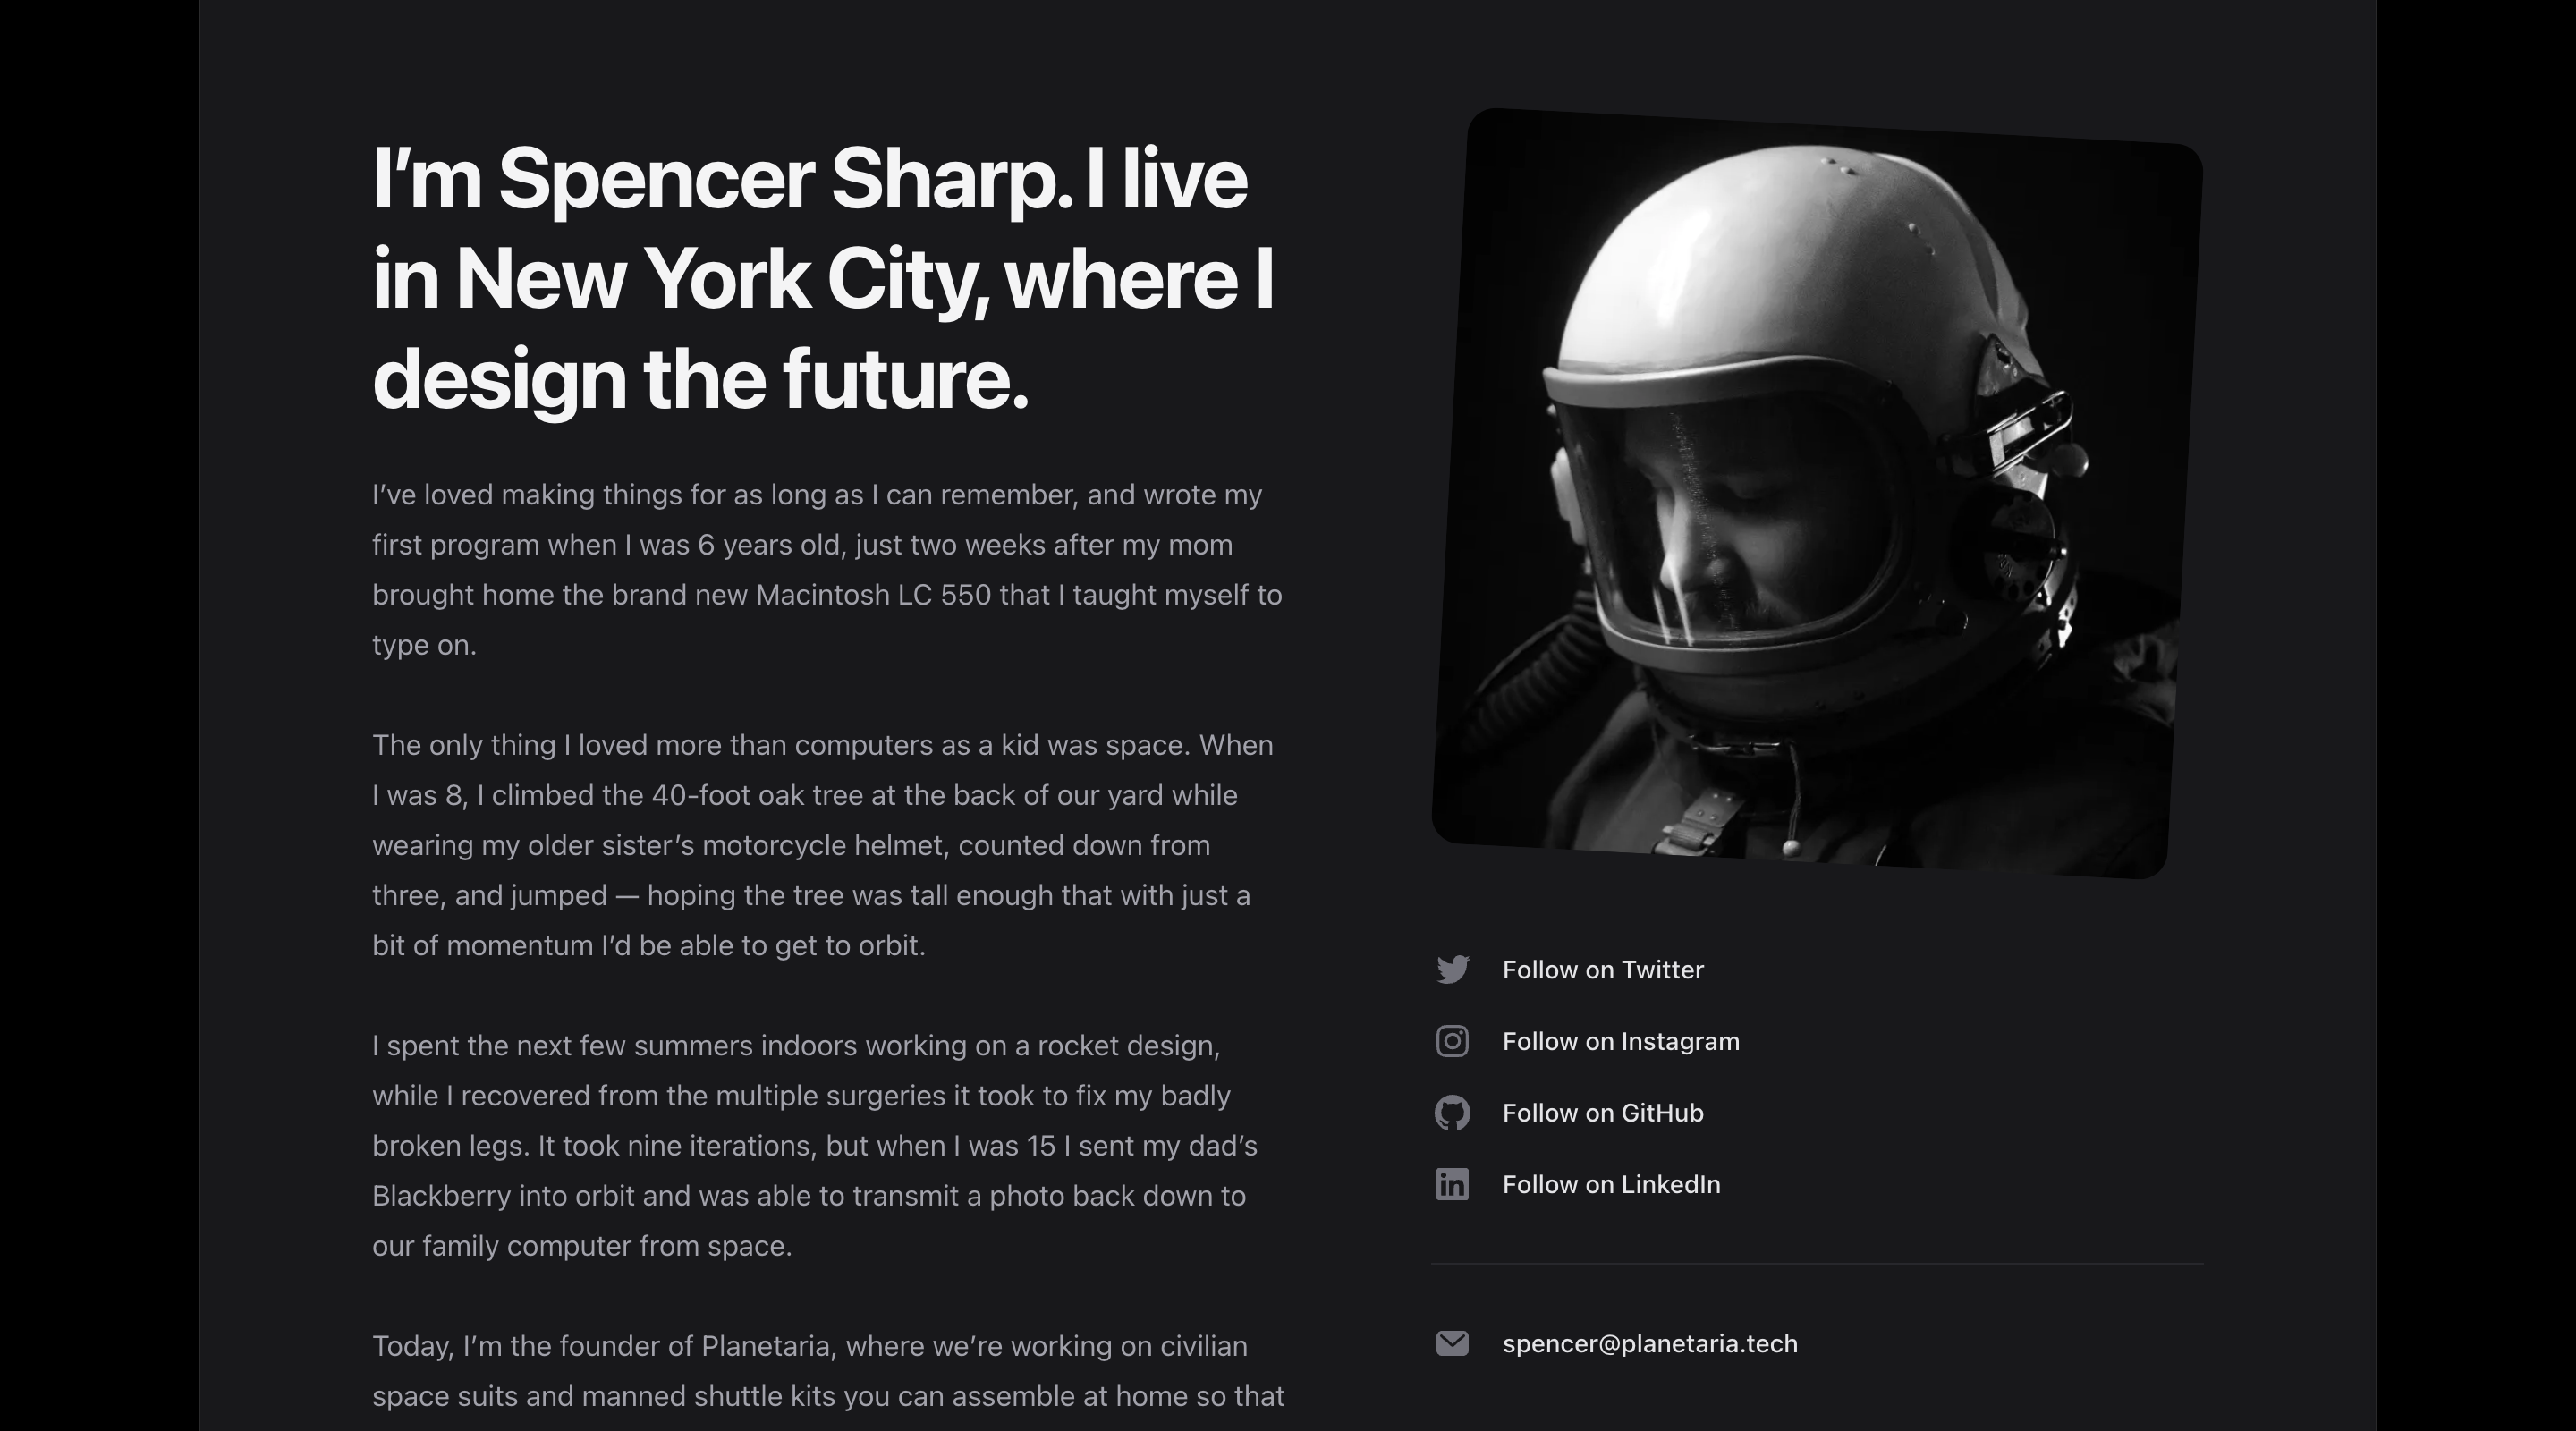 I’m Spencer Sharp. I live
in New York City, where I
design the future.
I’ve loved making things for as long as I can remember, and wrote my
first program when I was 6 years old, just two weeks after my mom
brought home the brand new Macintosh LC 550 that I taught myself to
type on.
The only thing I loved more than computers as a kid was space. When
I was 8, I climbed the 40-foot oak tree at the back of our yard while
wearing my older sister’s motorcycle helmet, counted down from
three, and jumped — hoping the tree was tall enough that with just a
bit of momentum I’d be able to get to orbit.
I spent the next few summers indoors working on a rocket design,
while I recovered from the multiple surgeries it took to fix my badly
broken legs. It took nine iterations, but when I was 15 I sent my dad’s
Blackberry into orbit and was able to transmit a photo back down to
our family computer from space.
Today, I’m the founder of Planetaria, where we’re working on civilian
space suits and manned shuttle kits you can assemble at home so that
Follow on Twitter
Follow on Instagram
Follow on GitHub
Follow on LinkedIn
spencer@planetaria.tech